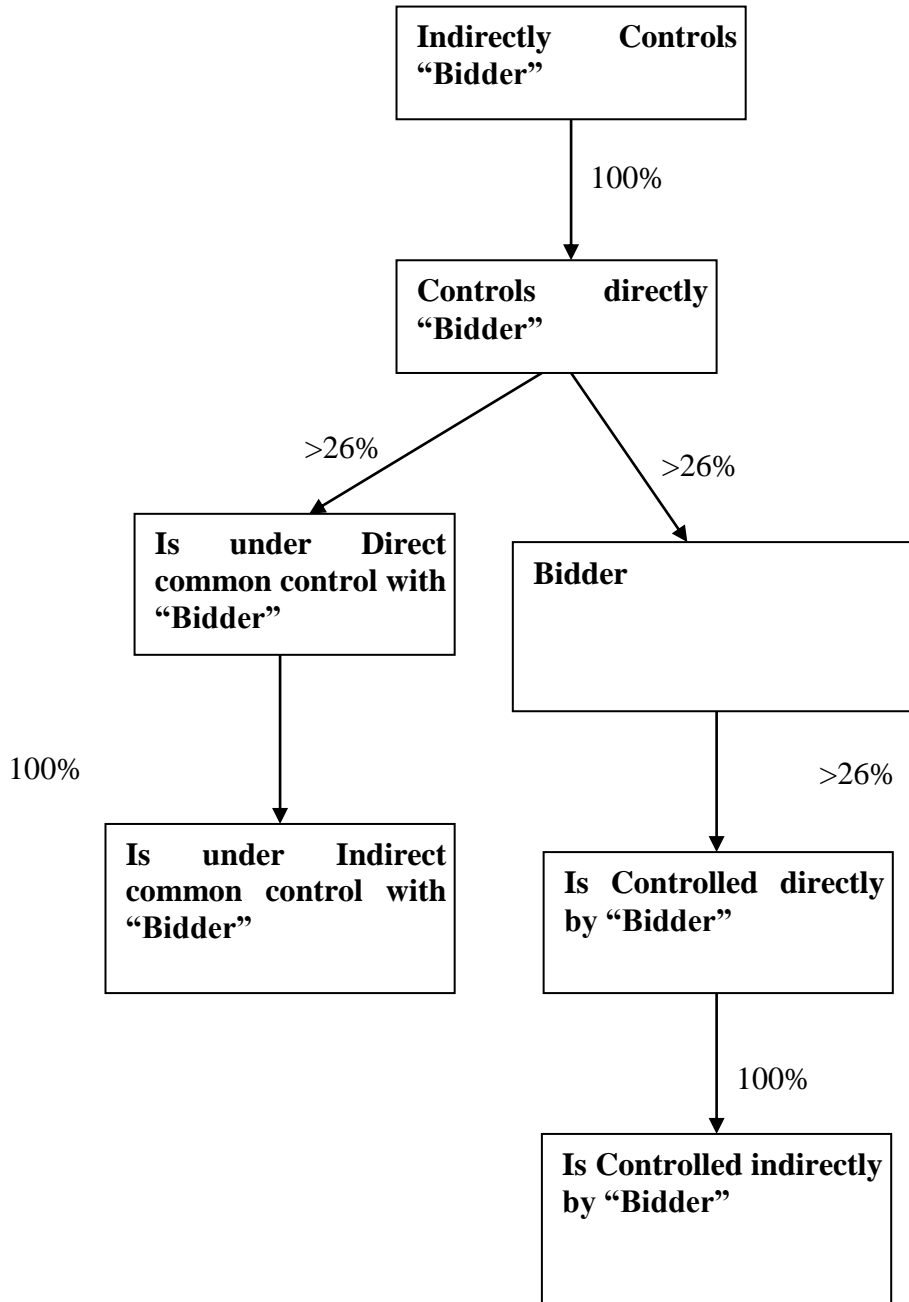 Indirectly Controls
“Bidder”
100%
Controls directly
“Bidder”
>26%
>26%
Is under Direct
common control with
“Bidder”
Bidder
100%
>26%
Is under Indirect
common control with
“Bidder”
Is Controlled directly
by “Bidder”
100%
Is Controlled indirectly
by “Bidder”